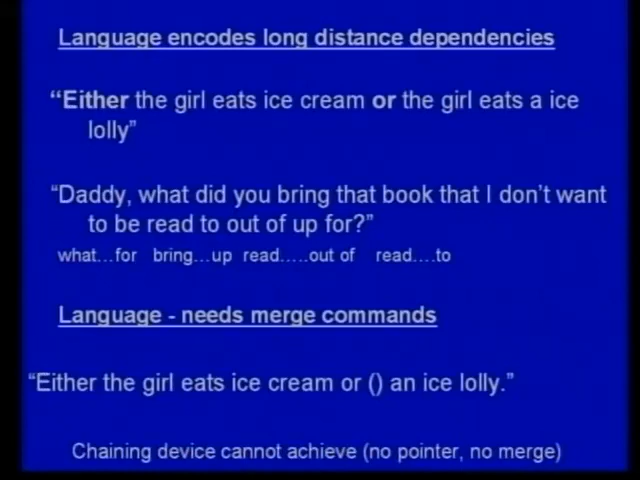 Language encodes long distance dependencies
“Either the girl eats ice cream or the girl eats a ice
lolly”
“Daddy, what did you bring that book that I don’t want
to be read to out of up for?”
what…for bring…up read…..out of read….to
Language - needs merge commands
“Either the girl eats ice cream or () an ice lolly.”
Chaining device cannot achieve (no pointer, no merge)